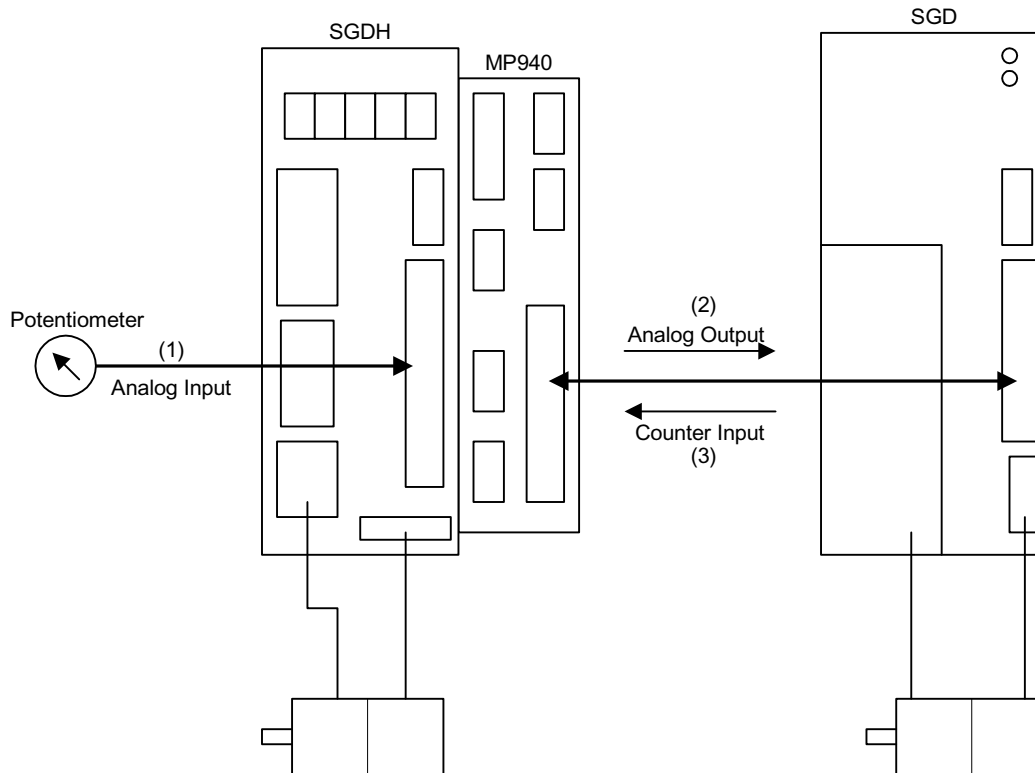 SGDH
MP940
SGD
Potentiometer
(1)
Analog Input
(2)
Analog Output
Counter Input
(3)